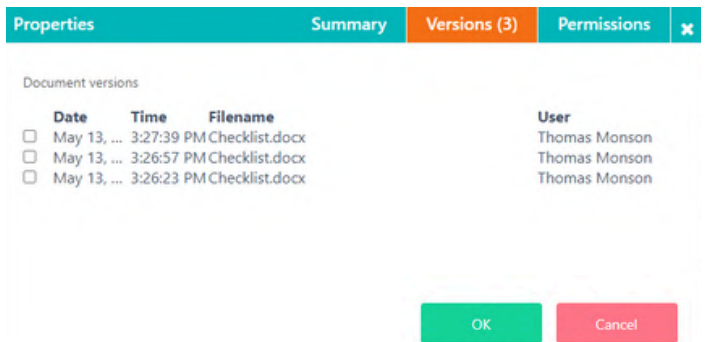 Properties Summary Versions (3) Permissions ✖
Document versions
Date Time Filename User
May 13, ... 3:27:39 PM Checklist.docx Thomas Monson
May 13, ... 3:26:57 PM Checklist.docx Thomas Monson
May 13, ... 3:26:23 PM Checklist.docx Thomas Monson
OK Cancel